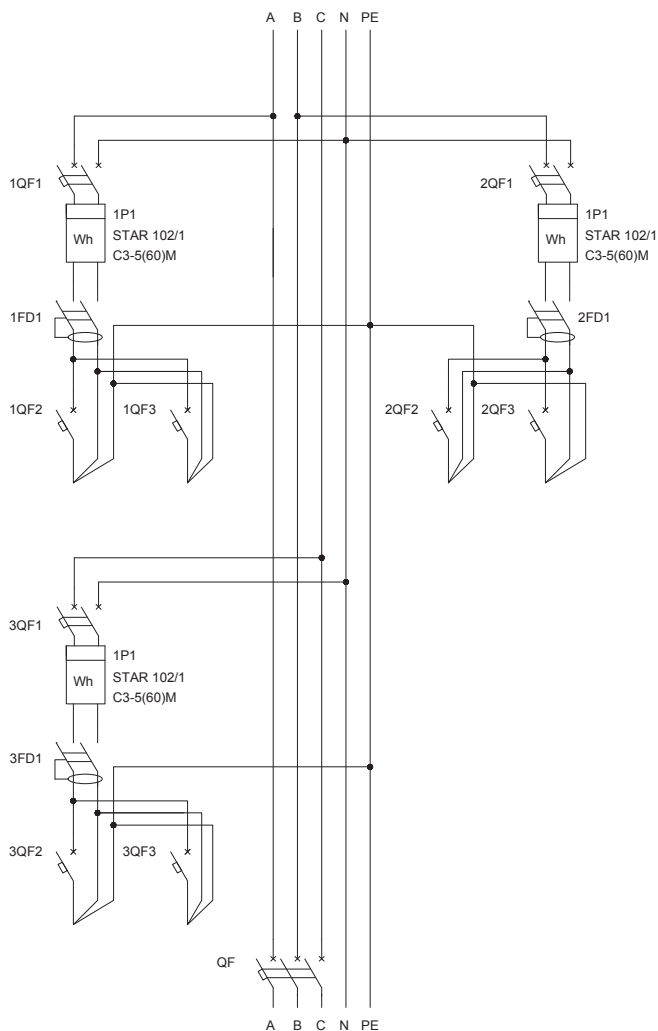 A B C N PE
1QF1
1P1
Wh
STAR 102/1
C3-5(60)M
2QF1
1P1
Wh
STAR 102/1
C3-5(60)M
1FD1
2FD1
1QF2
1QF3
2QF2
2QF3
3QF1
1P1
Wh
STAR 102/1
C3-5(60)M
3FD1
3QF2
3QF3
QF
A B C N PE